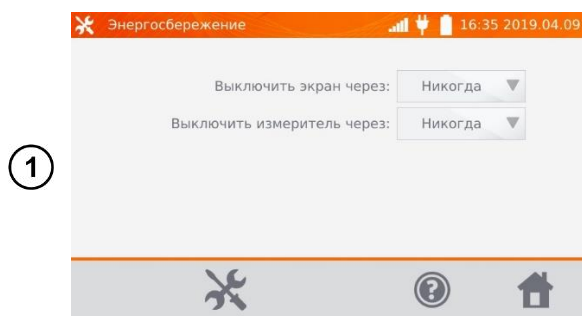 Энергосбережение 16:35 2019.04.09
Выключить экран через: Никогда
Выключить измеритель через: Никогда
1
?